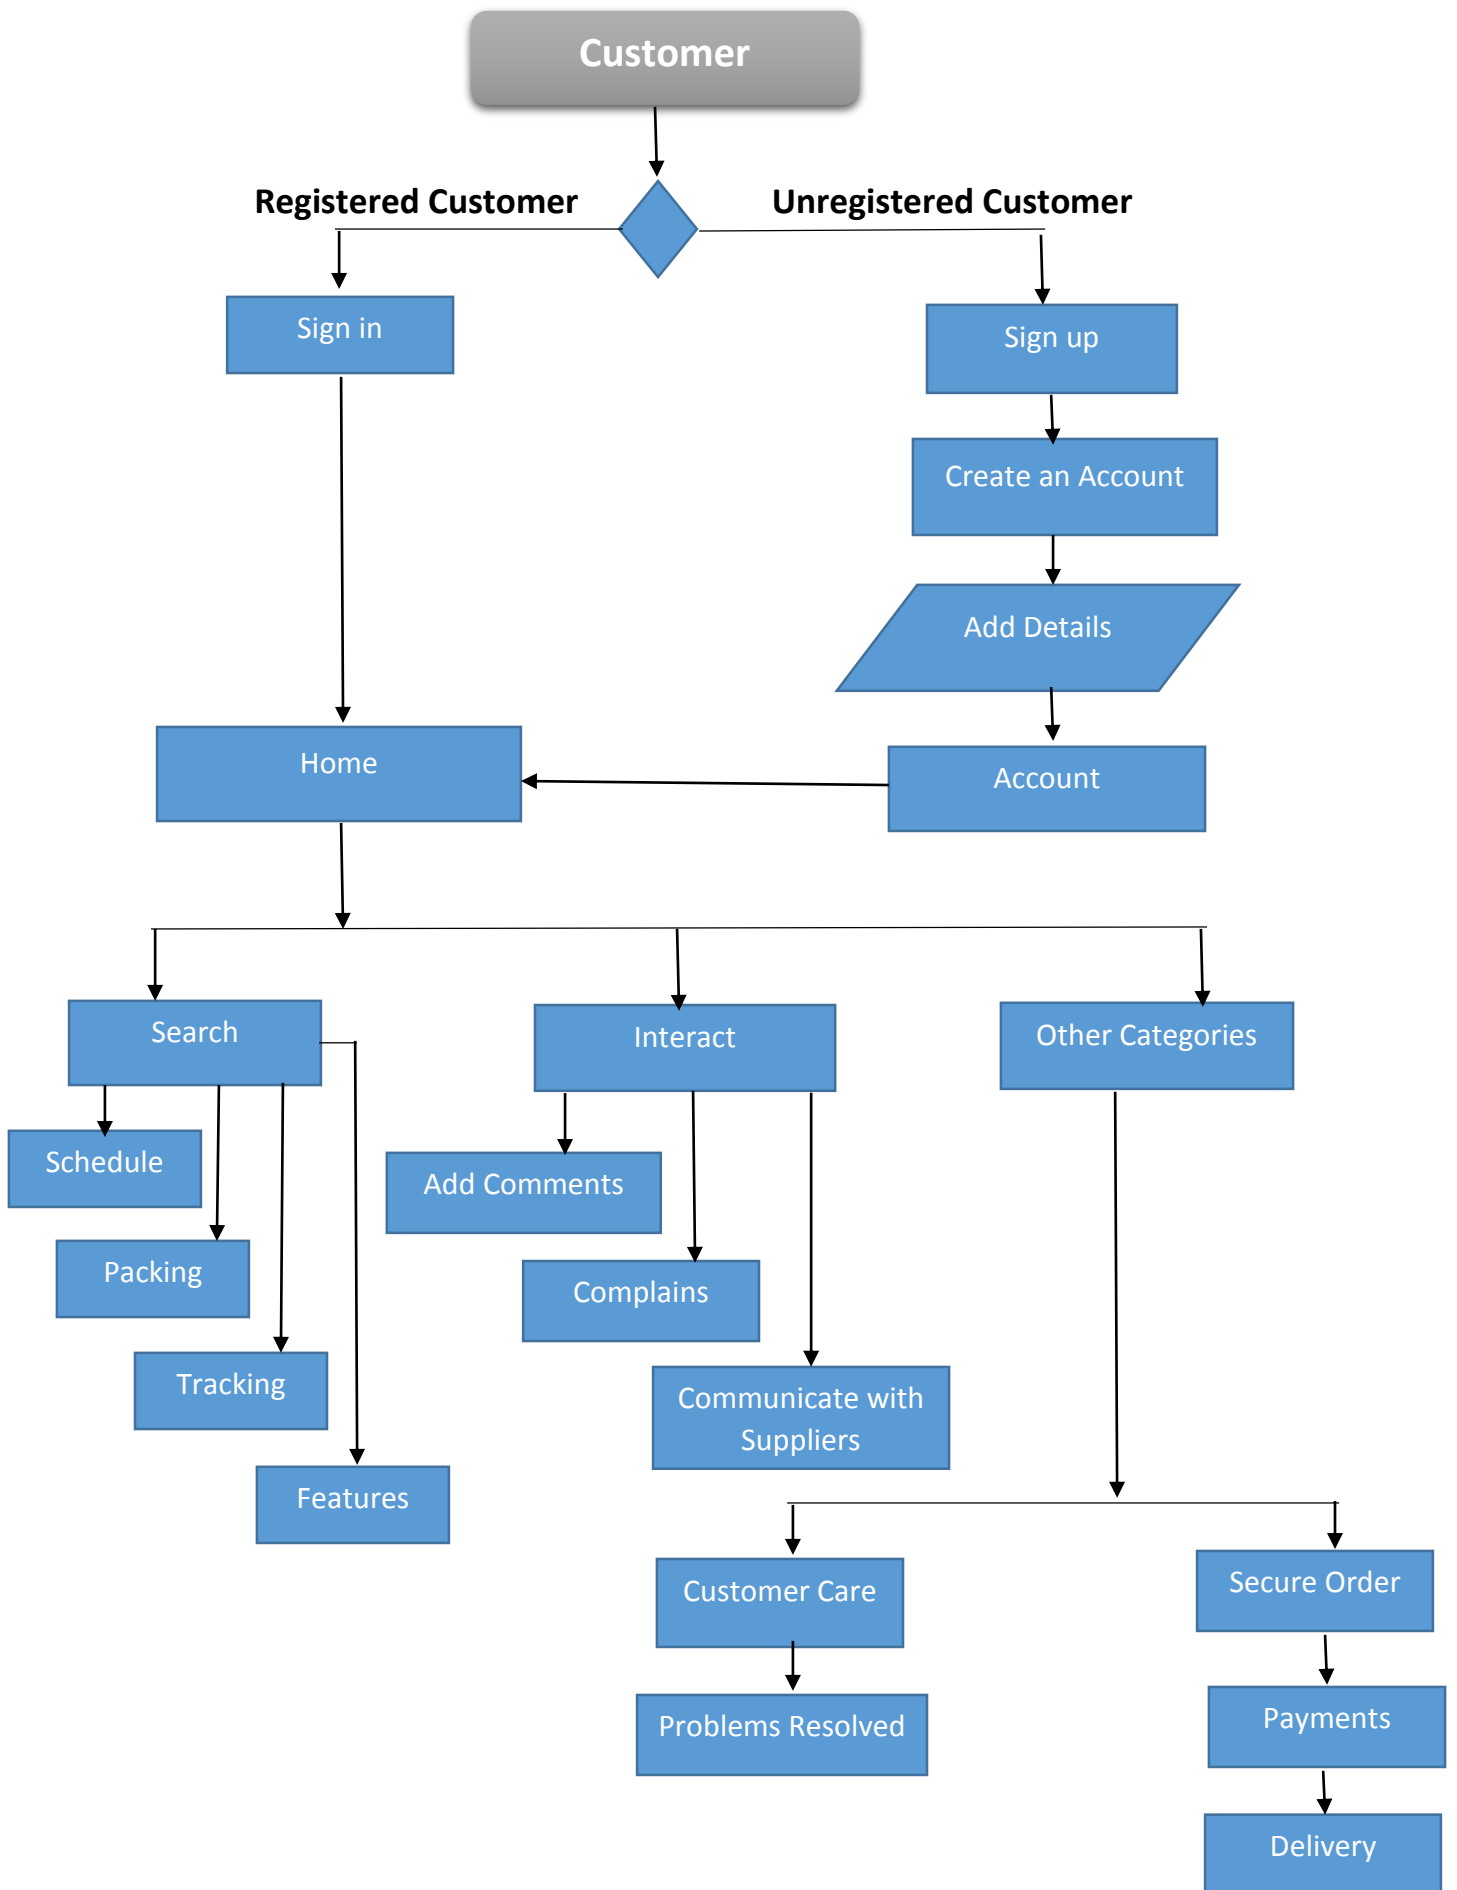 Customer
Registered Customer
Unregistered Customer
Sign in
Sign up
Create an Account
Add Details
Home
Account
Search
Interact
Other Categories
Schedule
Add Comments
Packing
Complains
Tracking
Communicate with
Suppliers
Features
Customer Care
Secure Order
Problems Resolved
Payments
Delivery